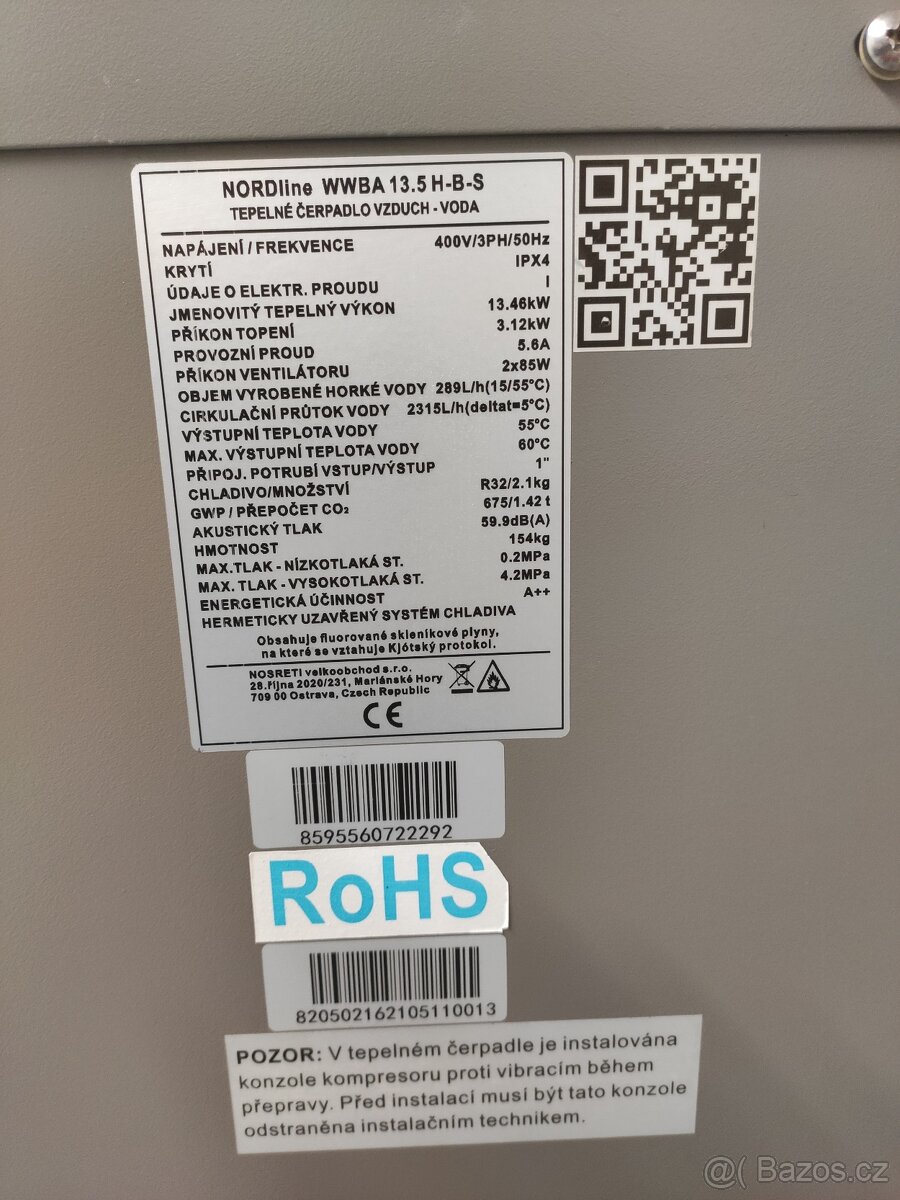 NORDline WWBA 13.5 H-B-S
TEPELNÉ ČERPADLO VZDUCH - VODA
NAPÁJENÍ / FREKVENCE 400V/3PH/50Hz
KRYTÍ IPX4
ÚDAJE O ELEKTR. PROUDU I
JMENOVITÝ TEPELNÝ VÝKON 13.46kW
PŘÍKON TOPENÍ 3.12kW
PROVOZNÍ PROUD 5.6A
PŘÍKON VENTILÁTORU 2x85W
OBJEM VYROBENÉ HORKÉ VODY 289L/h(15/55°C)
CIRKULAČNÍ PRŮTOK VODY 2315L/h(deltat=5°C)
VÝSTUPNÍ TEPLOTA VODY 55°C
MAX. VÝSTUPNÍ TEPLOTA VODY 60°C
PŘIPOJ. POTRUBÍ VSTUP/VÝSTUP 1"
CHLADIVO/MNOŽSTVÍ R32/2.1kg
GWP / PŘEPOČET CO₂ 675/1.42 t
AKUSTICKÝ TLAK 59.9dB(A)
HMOTNOST 154kg
MAX.TLAK - NÍZKOTLAKÁ ST. 0.2MPa
MAX. TLAK - VYSOKOTLAKÁ ST. 4.2MPa
ENERGETICKÁ ÚČINNOST A++
HERMETICKY UZAVŘENÝ SYSTÉM CHLADIVA
Obsahuje fluorované skleníkové plyny,
na které se vztahuje Kjótský protokol.
NOSRETI velkoobchod s.r.o.
28.října 2020/231, Mariánské Hory
709 00 Ostrava, Czech Republic
CE
8595560722292
RoHS
820502162105110013
POZOR: V tepelném čerpadle je instalována
konzole kompresoru proti vibracím během
přepravy. Před instalací musí být tato konzole
odstraněna instalačním technikem.
@( Bazos.cz